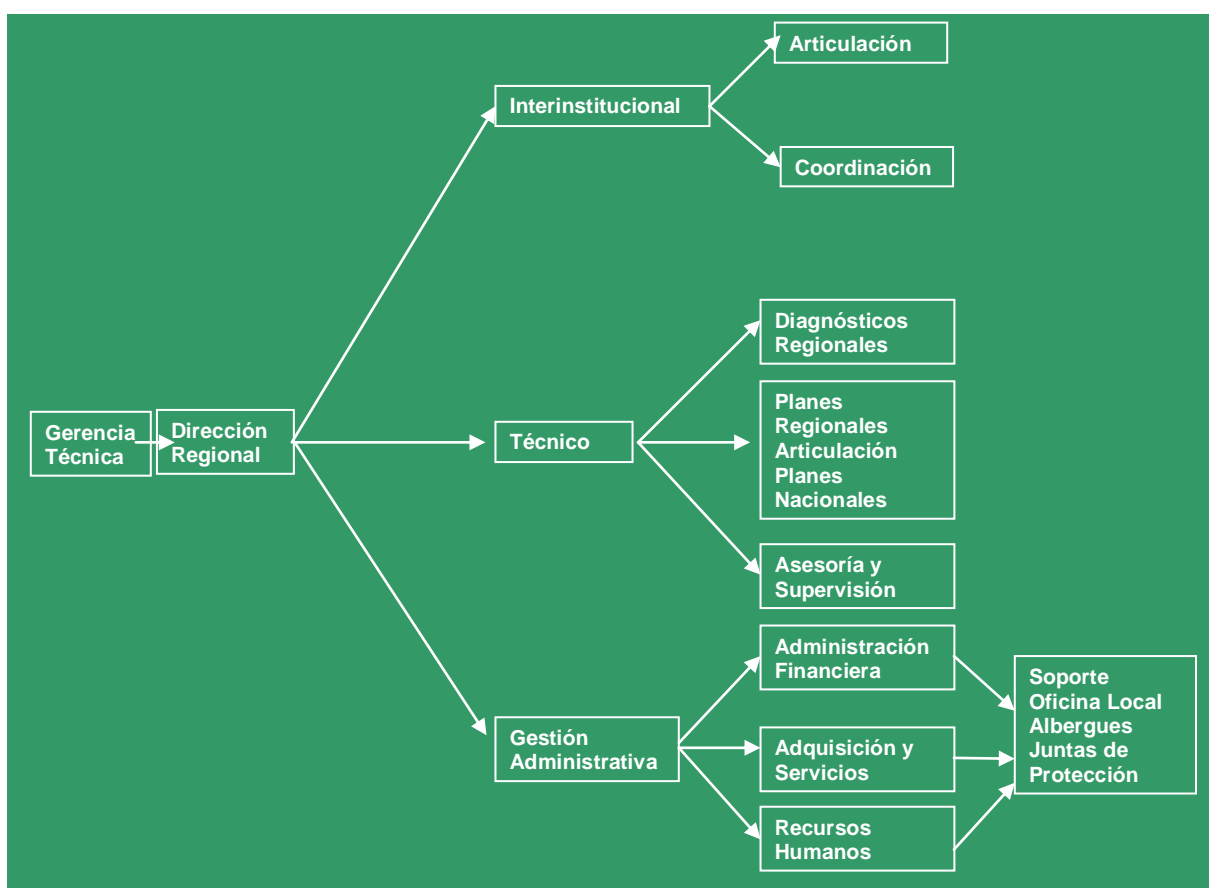 Articulación
Interinstitucional
Coordinación
Diagnósticos
Regionales
Gerencia
Técnica
Dirección
Regional
Técnico
Planes
Regionales
Articulación
Planes
Nacionales
Asesoría y
Supervisión
Gestión
Administrativa
Administración
Financiera
Adquisición y
Servicios
Recursos
Humanos
Soporte
Oficina Local
Albergues
Juntas de
Protección